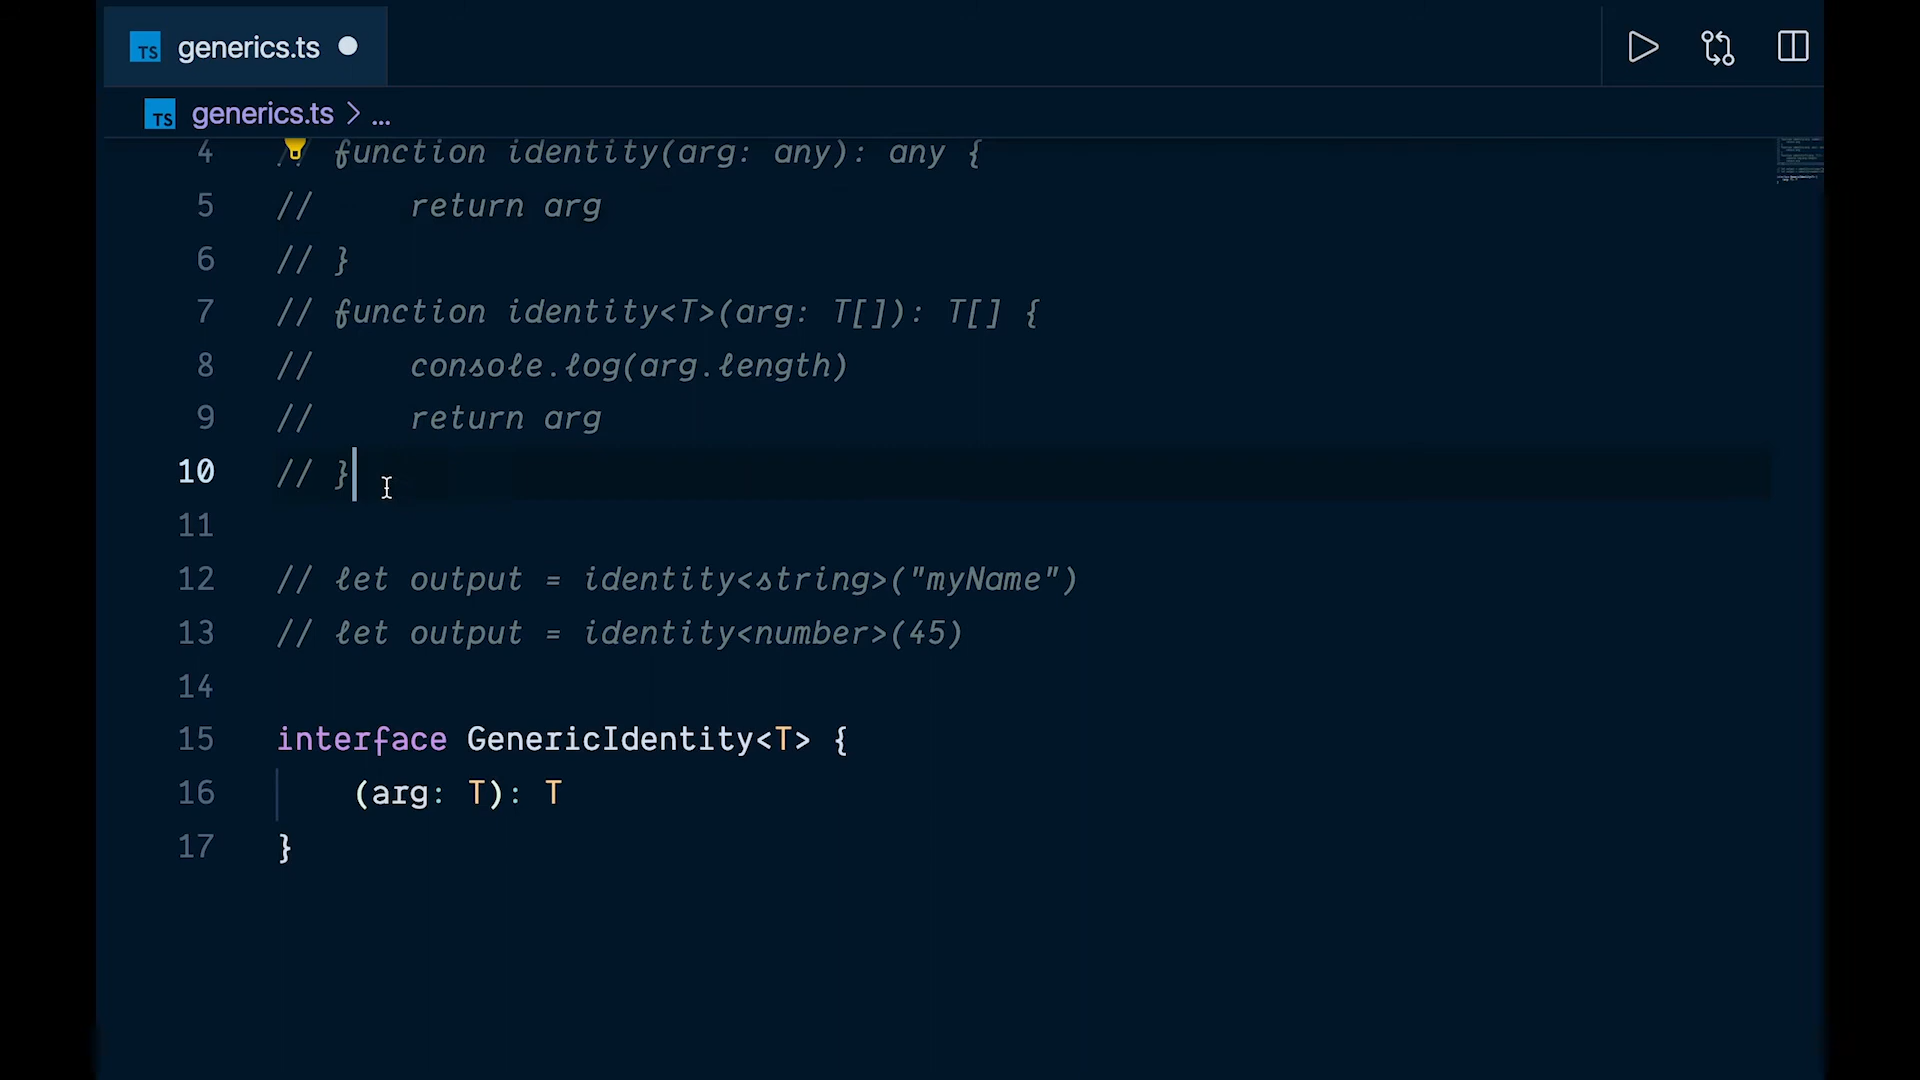 TS generics.ts
TS generics.ts > ...
4 // function identity(arg: any): any {
5 //     return arg
6 // }
7 // function identity<T>(arg: T[]): T[] {
8 //     console.log(arg.length)
9 //     return arg
10 // }
11
12 // let output = identity<string>("myName")
13 // let output = identity<number>(45)
14
15 interface GenericIdentity<T> {
16     (arg: T): T
17 }